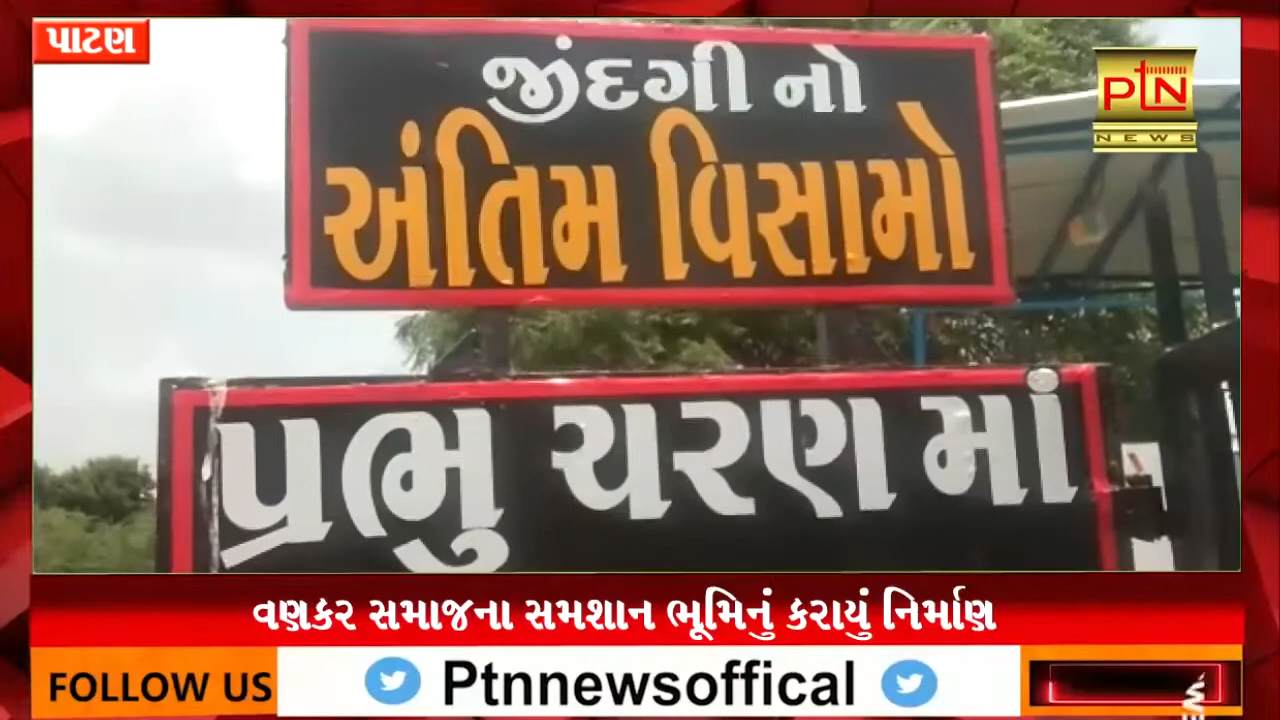 પાટણ
જીંદગી નો
PTN
NEWS
અંતિમ વિસામો
પ્રભુ ચરણ માં
વણકર સમાજના સમશાન ભૂમિનું કરાયું નિર્માણ
FOLLOW US Ptnnewsoffical